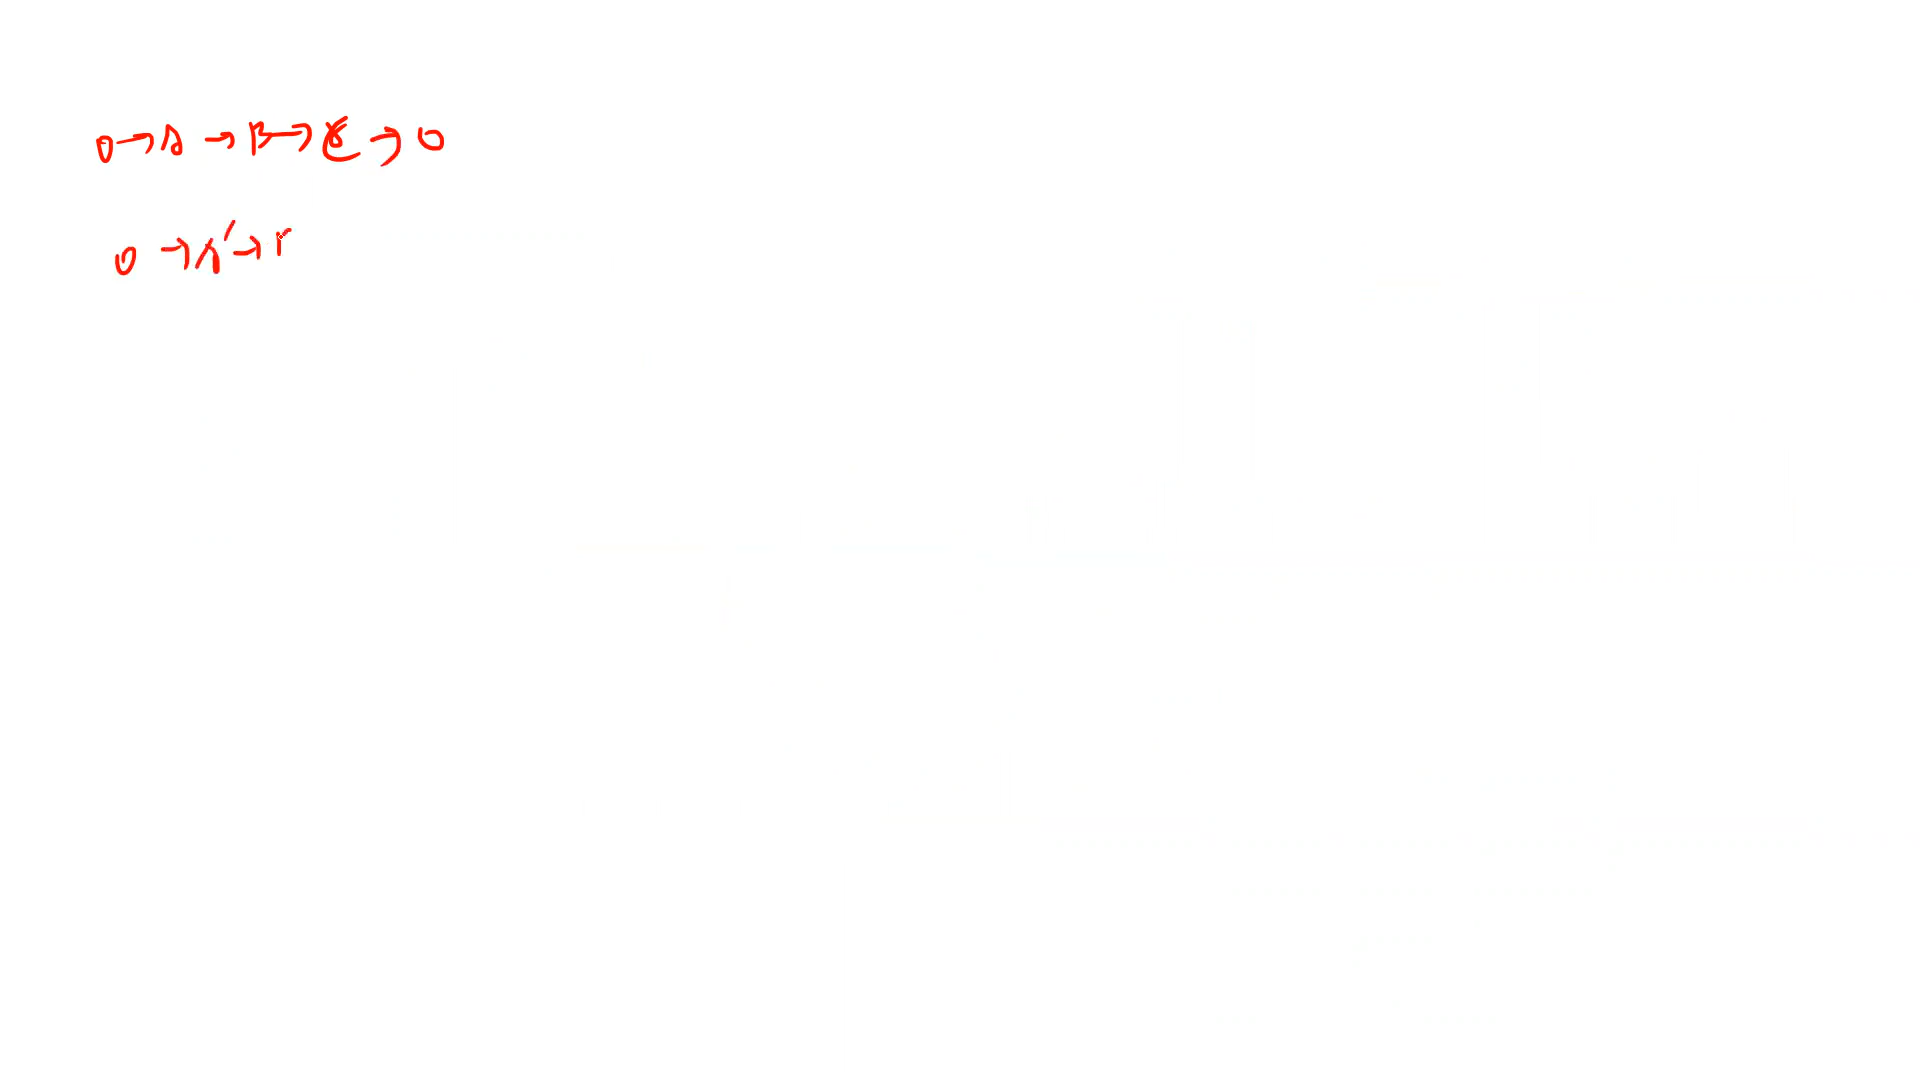 0 → A → B → C → 0
0 → A' →